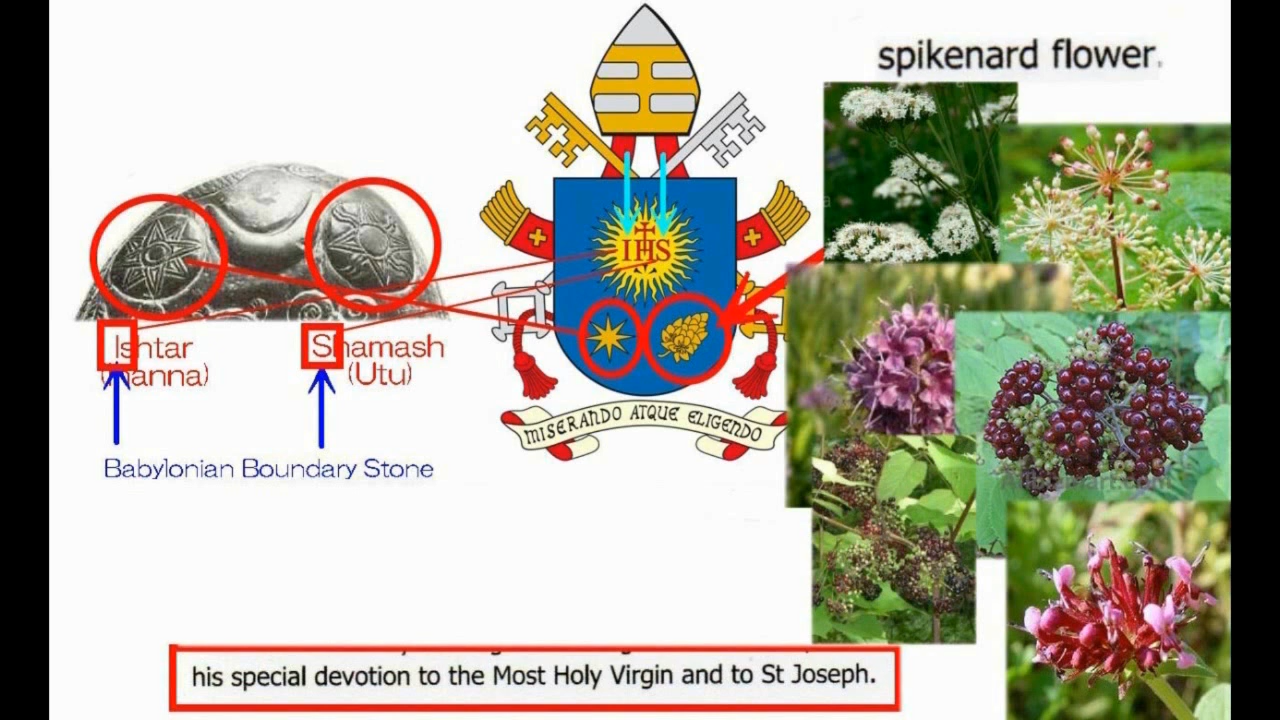 spikenard flower.
IHS
Ishtar
(Inanna)
Shamash
(Utu)
MISERANDO ATQUE ELIGENDO
Babylonian Boundary Stone
his special devotion to the Most Holy Virgin and to St Joseph.